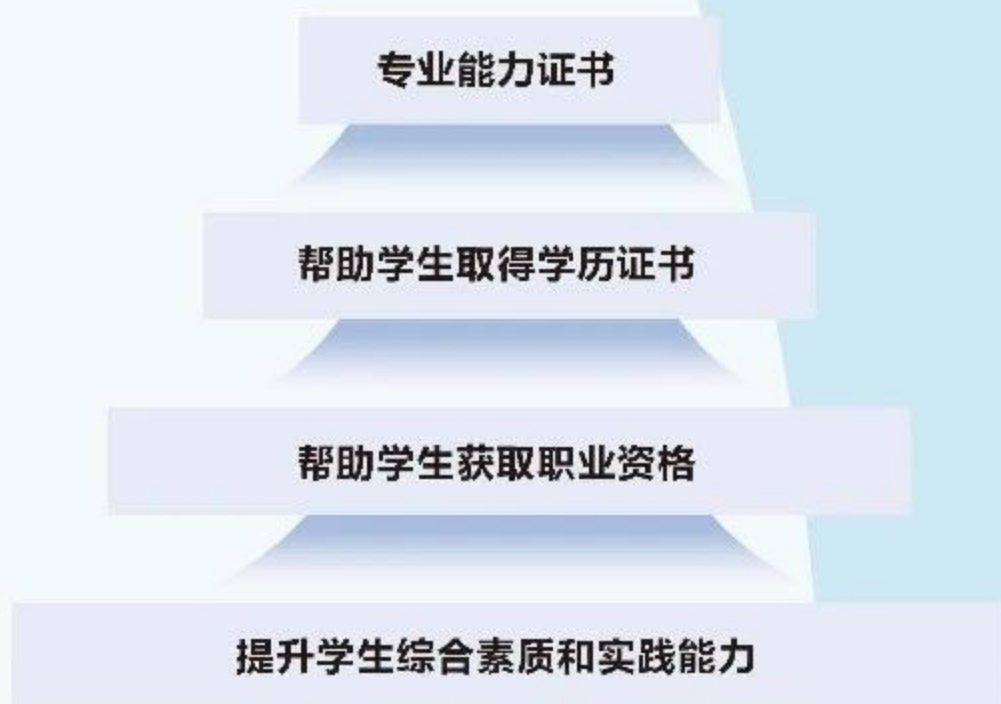 专业能力证书
帮助学生取得学历证书
帮助学生获取职业资格
提升学生综合素质和实践能力